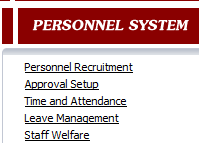 PERSONNEL SYSTEM
Personnel Recruitment
Approval Setup
Time and Attendance
Leave Management
Staff Welfare